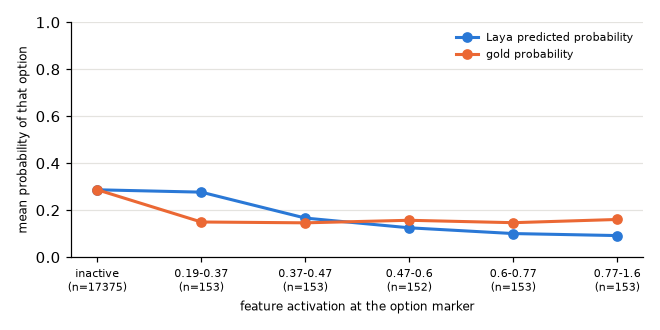 1.0
0.8
0.6
0.4
0.2
0.0
mean probability of that option
Laya predicted probability
gold probability
inactive
(n=17375)
0.19-0.37
(n=153)
0.37-0.47
(n=153)
0.47-0.6
(n=152)
0.6-0.77
(n=153)
0.77-1.6
(n=153)
feature activation at the option marker